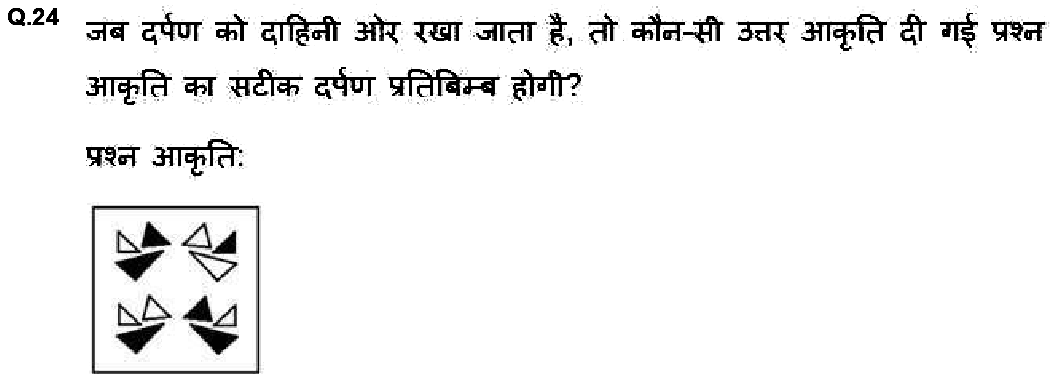 Q.24 जब दर्पण को दाहिनी ओर रखा जाता है, तो कौन-सी उत्तर आकृति दी गई प्रश्न
आकृति का सटीक दर्पण प्रतिबिम्ब होगी?
प्रश्न आकृति: